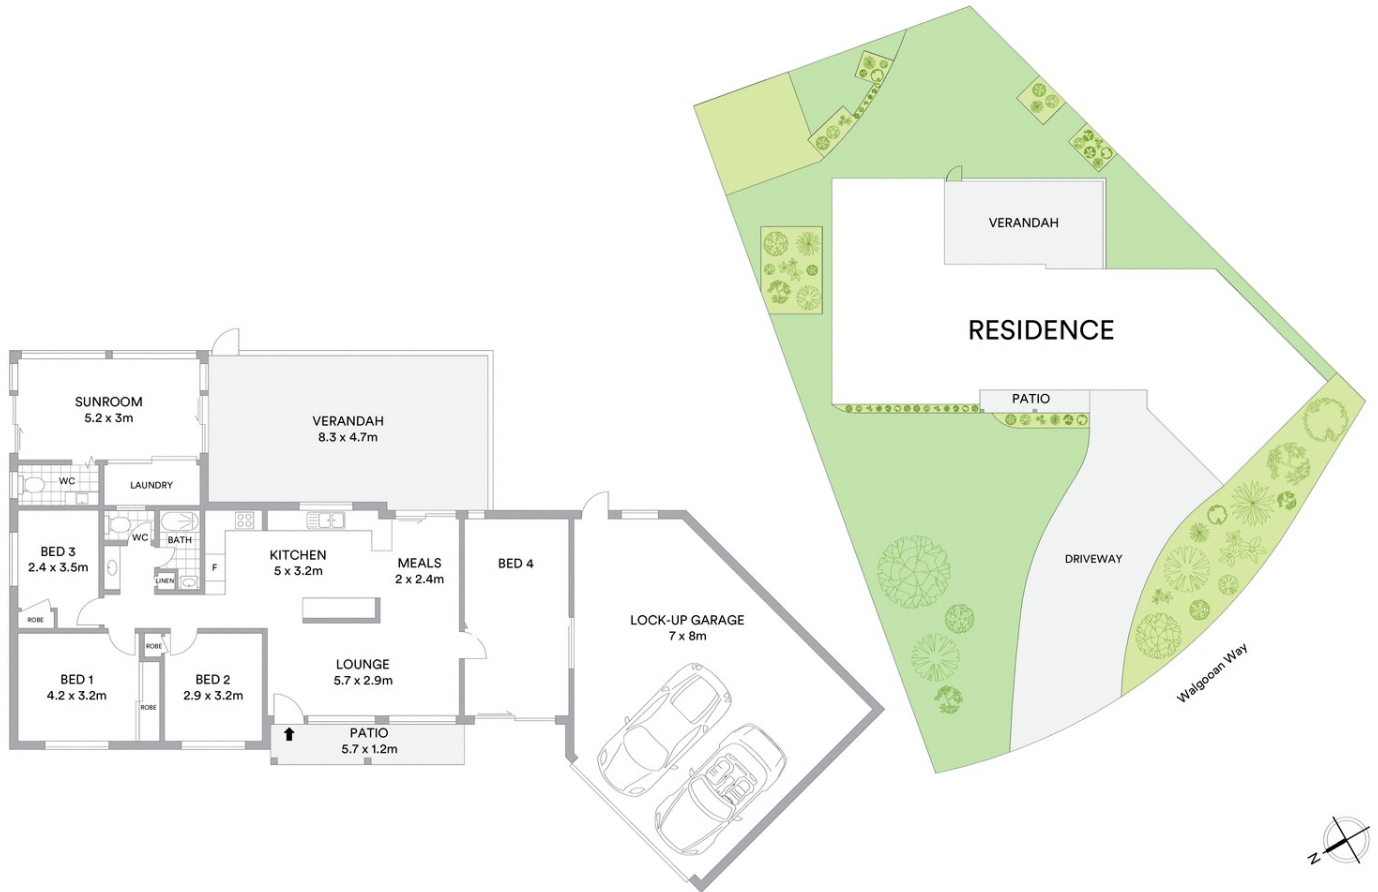 SUNROOM
5.2 x 3m
VERANDAH
8.3 x 4.7m
WC
LAUNDRY
WC
BATH
BED 3
2.4 x 3.5m
LINEN
F
KITCHEN
5 x 3.2m
MEALS
2 x 2.4m
BED 4
ROBE
ROBE
LOCK-UP GARAGE
7 x 8m
BED 1
4.2 x 3.2m
ROBE
BED 2
2.9 x 3.2m
LOUNGE
5.7 x 2.9m
PATIO
5.7 x 1.2m
VERANDAH
RESIDENCE
PATIO
DRIVEWAY
Walgooan Way
N